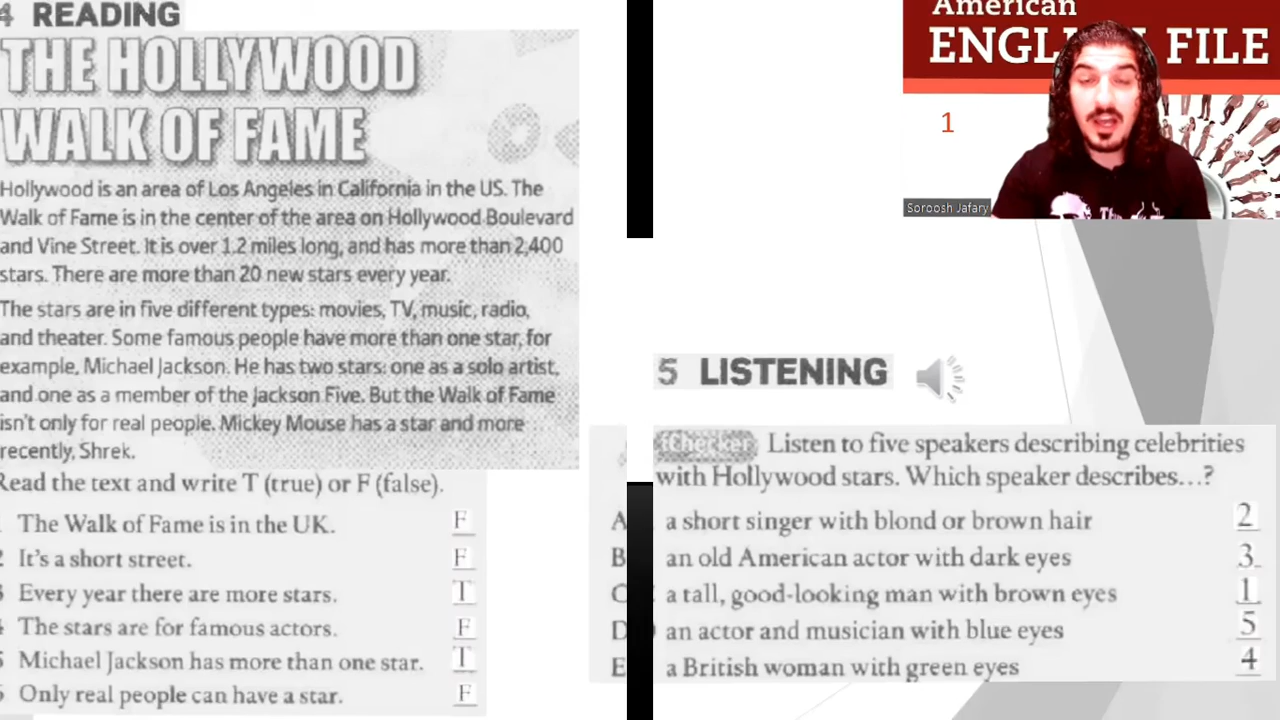 4 READING
THE HOLLYWOOD
WALK OF FAME
Hollywood is an area of Los Angeles in California in the US. The
Walk of Fame is in the center of the area on Hollywood Boulevard
and Vine Street. It is over 1.2 miles long, and has more than 2,400
stars. There are more than 20 new stars every year.
The stars are in five different types: movies, TV, music, radio,
and theater. Some famous people have more than one star, for
example, Michael Jackson. He has two stars: one as a solo artist,
and one as a member of the Jackson Five. But the Walk of Fame
isn't only for real people. Mickey Mouse has a star and more
recently, Shrek.
Read the text and write T (true) or F (false).
The Walk of Fame is in the UK. F
2 It's a short street. F
3 Every year there are more stars. T
4 The stars are for famous actors. F
5 Michael Jackson has more than one star. T
6 Only real people can have a star. F
American
ENGLISH FILE
1
Soroosh Jafary
5 LISTENING
iChecker Listen to five speakers describing celebrities
with Hollywood stars. Which speaker describes...?
A a short singer with blond or brown hair 2
B an old American actor with dark eyes 3
C a tall, good-looking man with brown eyes 1
D an actor and musician with blue eyes 5
E a British woman with green eyes 4